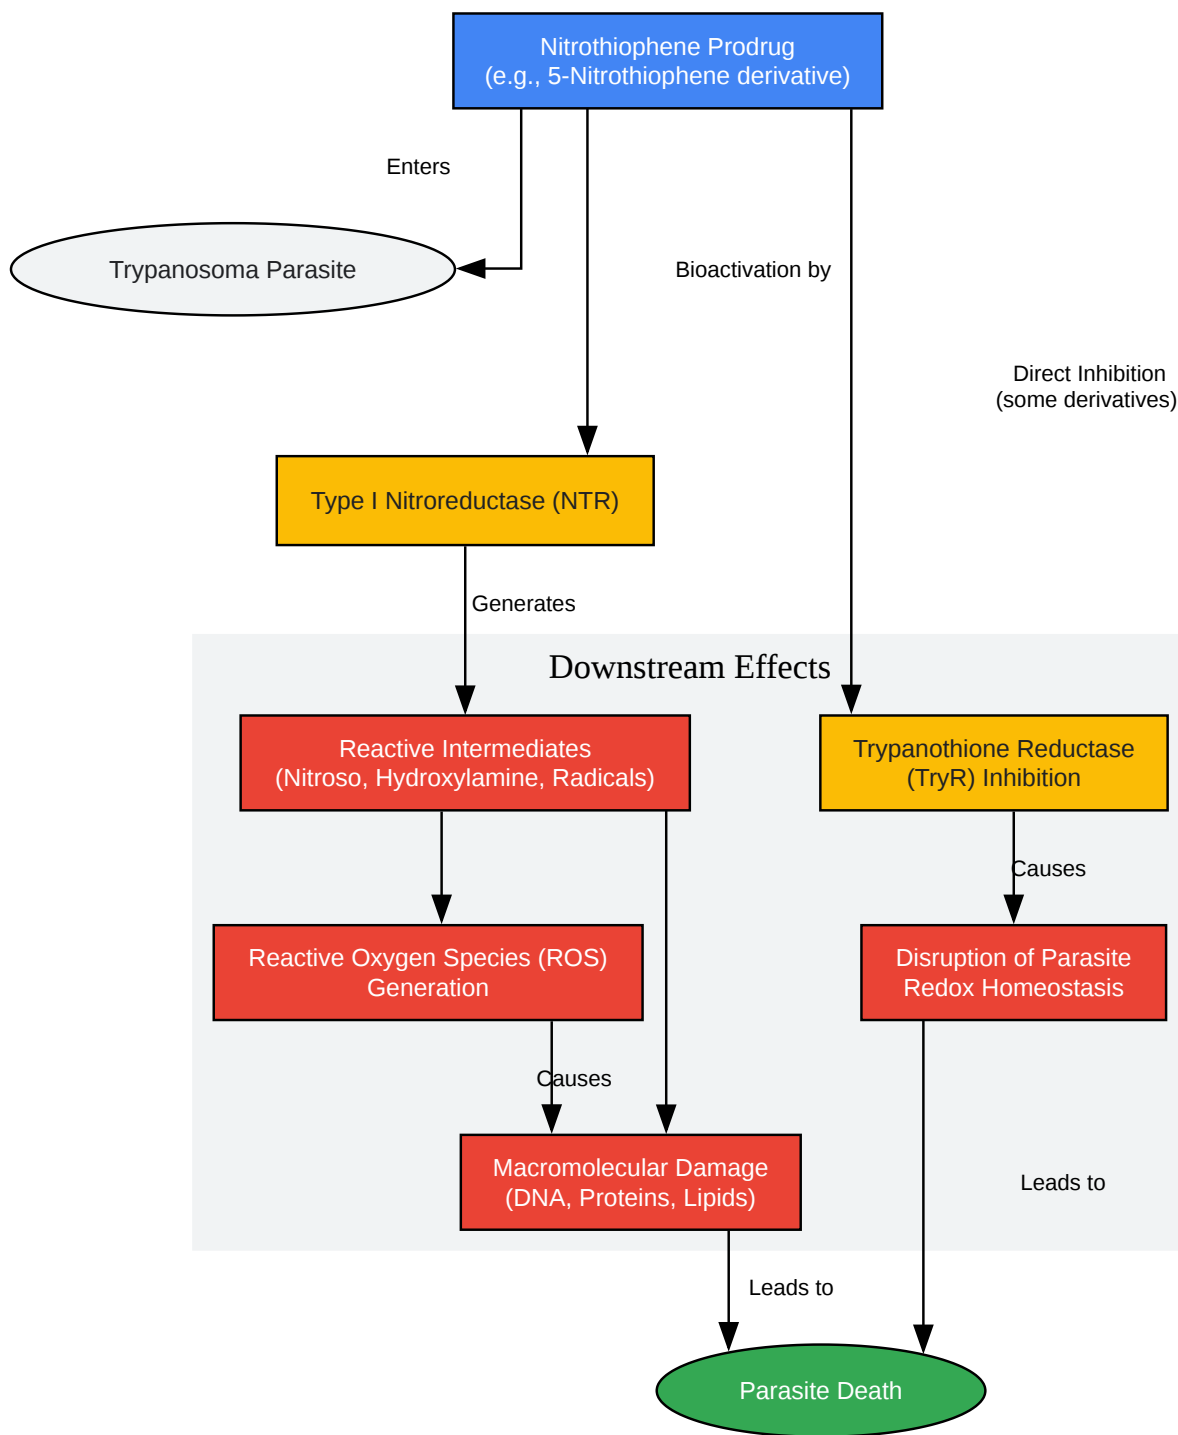 Nitrothiophene Prodrug
(e.g., 5-Nitrothiophene derivative)
Enters
Trypanosoma Parasite
Bioactivation by
Direct Inhibition
(some derivatives)
Type I Nitroreductase (NTR)
Generates
Downstream Effects
Reactive Intermediates
(Nitroso, Hydroxylamine, Radicals)
Trypanothione Reductase
(TryR) Inhibition
Causes
Reactive Oxygen Species (ROS)
Generation
Disruption of Parasite
Redox Homeostasis
Causes
Macromolecular Damage
(DNA, Proteins, Lipids)
Leads to
Leads to
Parasite Death